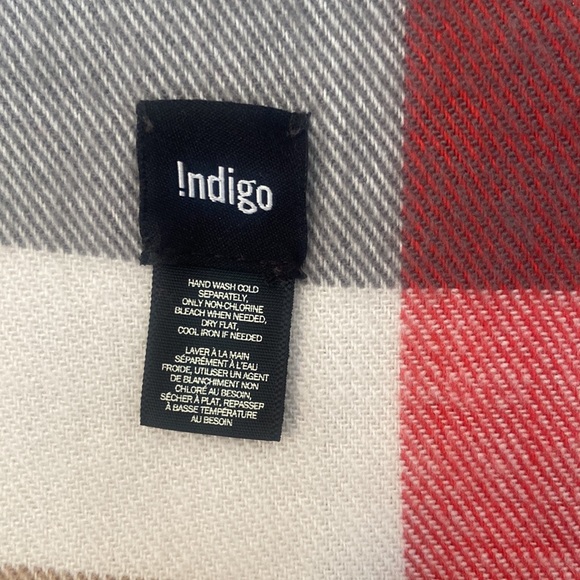 !ndigo
HAND WASH COLD
SEPARATELY,
ONLY NON-CHLORINE
BLEACH WHEN NEEDED,
DRY FLAT,
COOL IRON IF NEEDED
LAVER À LA MAIN
SÉPARÉMENT À L'EAU
FROIDE, UTILISER UN AGENT
DE BLANCHIMENT NON
CHLORÉ AU BESOIN,
SÉCHER À PLAT, REPASSER
À BASSE TEMPÉRATURE
AU BESOIN